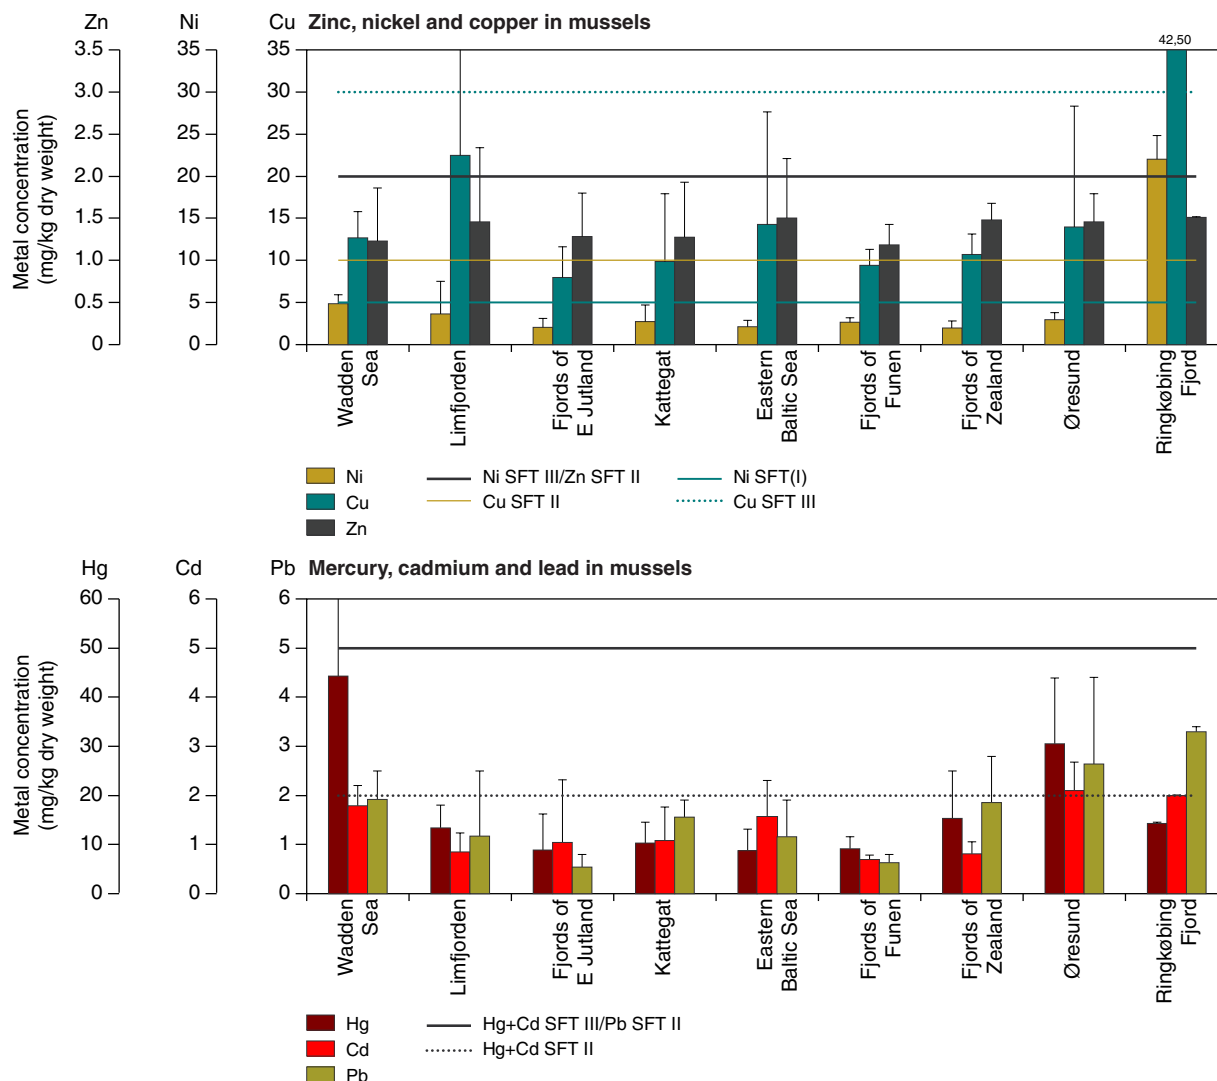 Zn Ni Cu Zinc, nickel and copper in mussels
42,50
3.5 35 35
3.0 30 30
2.5 25 25
2.0 20 20
1.5 15 15
1.0 10 10
0.5 5 5
0 0 0
Metal concentration
(mg/kg dry weight)
Wadden
Sea
Limfjorden
Fjords of
E Jutland
Kattegat
Eastern
Baltic Sea
Fjords of
Funen
Fjords of
Zealand
Øresund
Ringkøbing
Fjord
Ni Ni SFT III/Zn SFT II Ni SFT(I)
Cu Cu SFT II Cu SFT III
Zn
Hg Cd Pb Mercury, cadmium and lead in mussels
60 6 6
50 5 5
40 4 4
30 3 3
20 2 2
10 1 1
0 0 0
Metal concentration
(mg/kg dry weight)
Wadden
Sea
Limfjorden
Fjords of
E Jutland
Kattegat
Eastern
Baltic Sea
Fjords of
Funen
Fjords of
Zealand
Øresund
Ringkøbing
Fjord
Hg Hg+Cd SFT III/Pb SFT II
Cd Hg+Cd SFT II
Pb